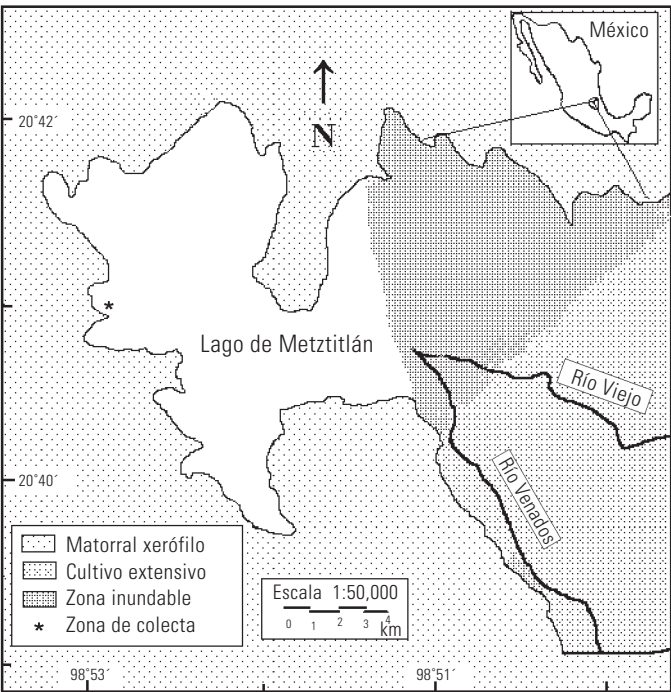 México
20°42´
N
Lago de Metztitlán
Río Viejo
20°40´
Río Venados
Matorral xerófilo
Cultivo extensivo
Zona inundable
* Zona de colecta
Escala 1:50,000
0 1 2 3 4
km
98°53´
98°51´